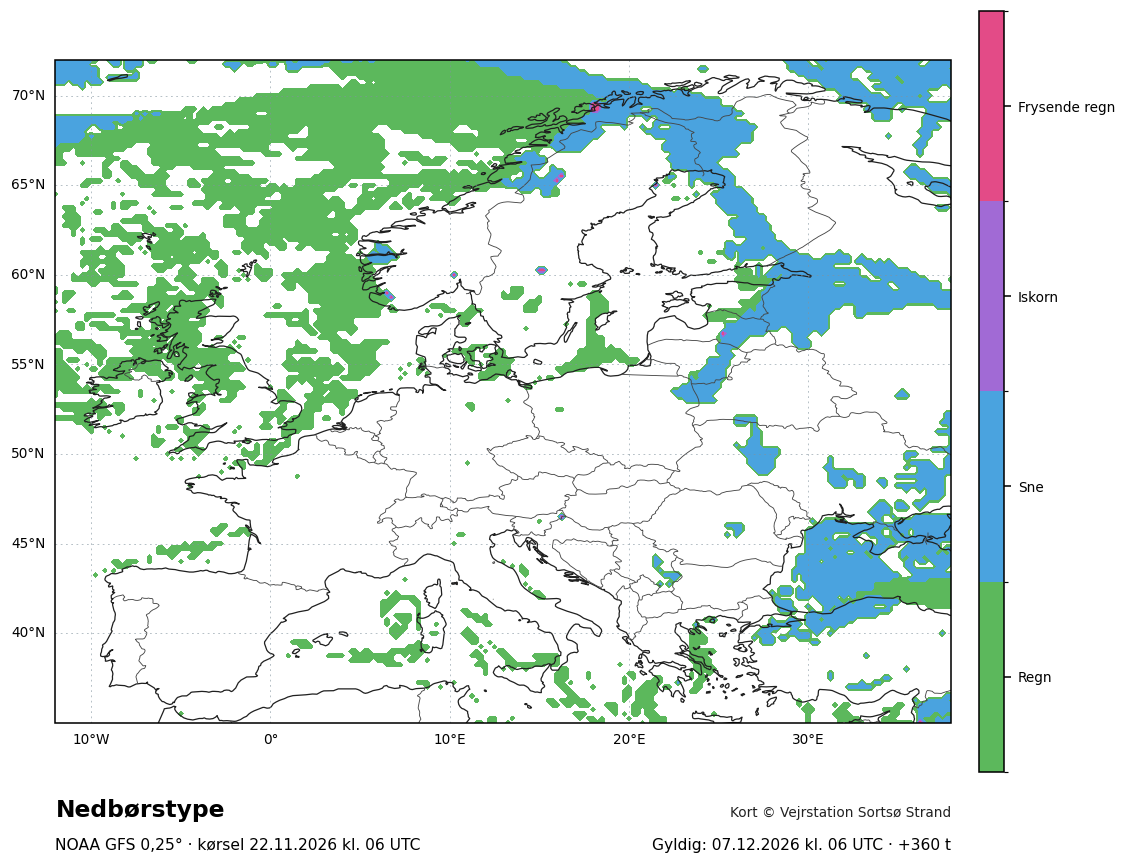 Frysende regn
Iskorn
Sne
Regn
70°N
65°N
60°N
55°N
50°N
45°N
40°N
10°W
0°
10°E
20°E
30°E
Nedbørstype
Kort © Vejrstation Sortsø Strand
NOAA GFS 0,25° · kørsel 22.11.2026 kl. 06 UTC
Gyldig: 07.12.2026 kl. 06 UTC · +360 t